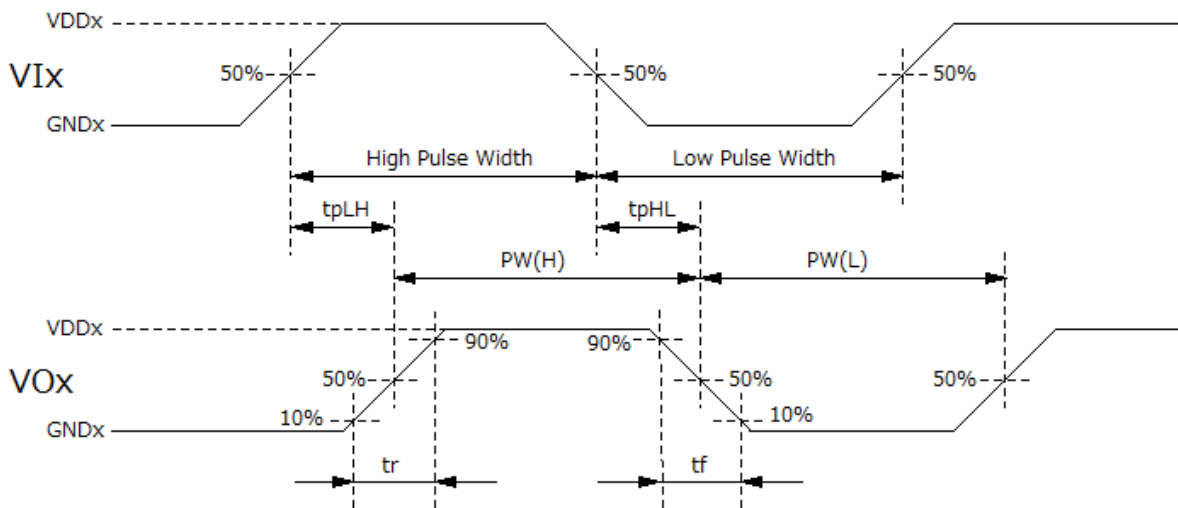 VDDx
VIx
50%
50%
50%
GNDx
High Pulse Width
Low Pulse Width
tpLH
tpHL
PW(H)
PW(L)
VDDx
90%
90%
VOx
50%
50%
50%
10%
10%
GNDx
tr
tf